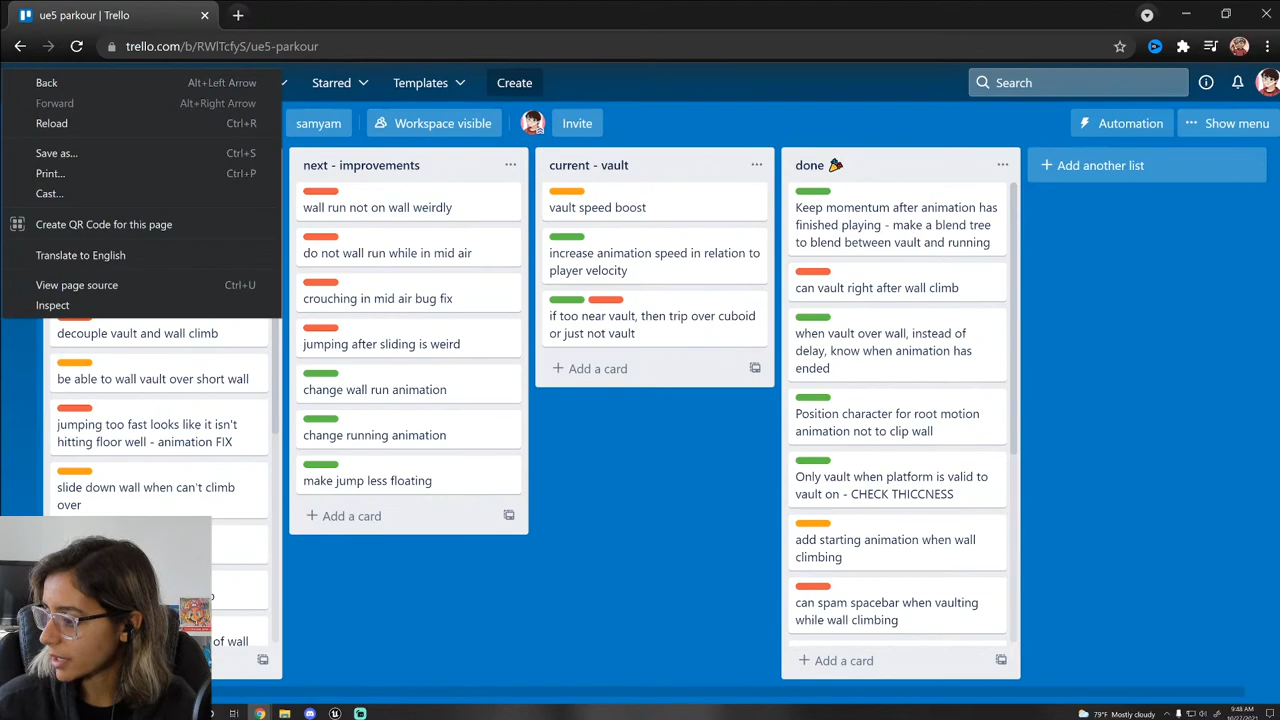 ue5 parkour | Trello
trello.com/b/RWlTcfyS/ue5-parkour
Back Alt+Left Arrow
Forward Alt+Right Arrow
Reload Ctrl+R
Save as... Ctrl+S
Print... Ctrl+P
Cast...
Create QR Code for this page
Translate to English
View page source Ctrl+U
Inspect
Starred
Templates
Create
Search
samyam
Workspace visible
Invite
Automation
Show menu
decouple vault and wall climb
be able to wall vault over short wall
jumping too fast looks like it isn't
hitting floor well - animation FIX
slide down wall when can't climb
over
of wall
next - improvements
wall run not on wall weirdly
do not wall run while in mid air
crouching in mid air bug fix
jumping after sliding is weird
change wall run animation
change running animation
make jump less floating
+ Add a card
current - vault
vault speed boost
increase animation speed in relation to
player velocity
if too near vault, then trip over cuboid
or just not vault
+ Add a card
done 🎉
Keep momentum after animation has
finished playing - make a blend tree
to blend between vault and running
can vault right after wall climb
when vault over wall, instead of
delay, know when animation has
ended
Position character for root motion
animation not to clip wall
Only vault when platform is valid to
vault on - CHECK THICCNESS
add starting animation when wall
climbing
can spam spacebar when vaulting
while wall climbing
+ Add a card
+ Add another list
79°F Mostly cloudy
9:48 AM
10/27/2021